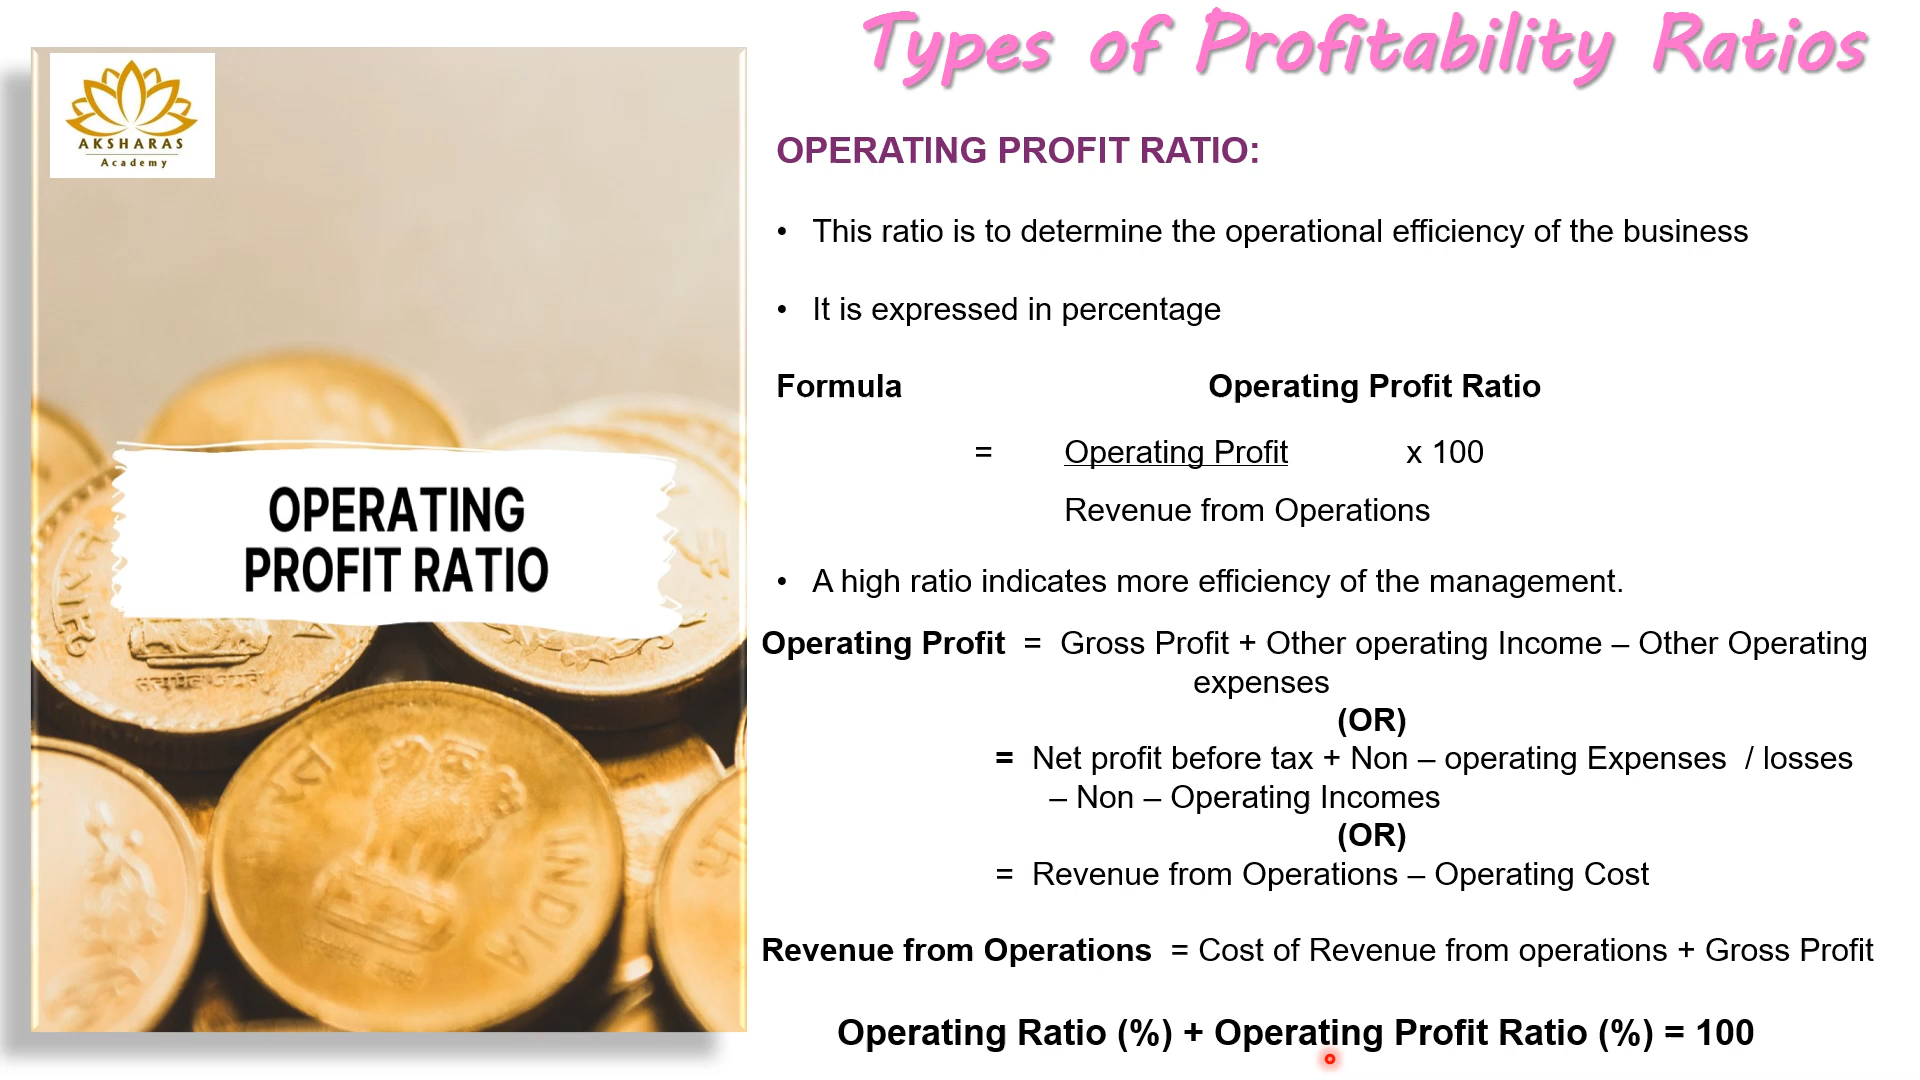 Types of Profitability Ratios
AKSHARAS
Academy
OPERATING
PROFIT RATIO
INDIA
OPERATING PROFIT RATIO:
• This ratio is to determine the operational efficiency of the business
• It is expressed in percentage
Formula Operating Profit Ratio
= Operating Profit x 100
Revenue from Operations
• A high ratio indicates more efficiency of the management.
Operating Profit = Gross Profit + Other operating Income – Other Operating
expenses
(OR)
= Net profit before tax + Non – operating Expenses / losses
– Non – Operating Incomes
(OR)
= Revenue from Operations – Operating Cost
Revenue from Operations = Cost of Revenue from operations + Gross Profit
Operating Ratio (%) + Operating Profit Ratio (%) = 100